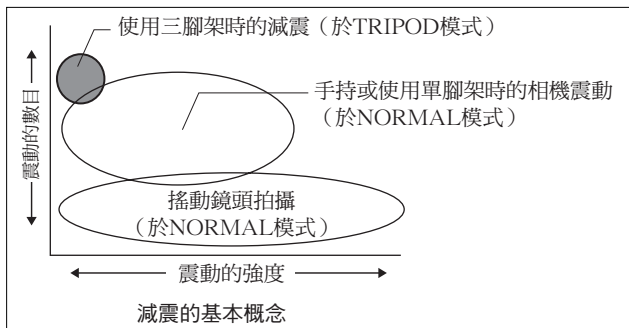 使用三腳架時的減震（於TRIPOD模式）
手持或使用單腳架時的相機震動
（於NORMAL模式）
震動的數目
搖動鏡頭拍攝
（於NORMAL模式）
震動的強度
減震的基本概念